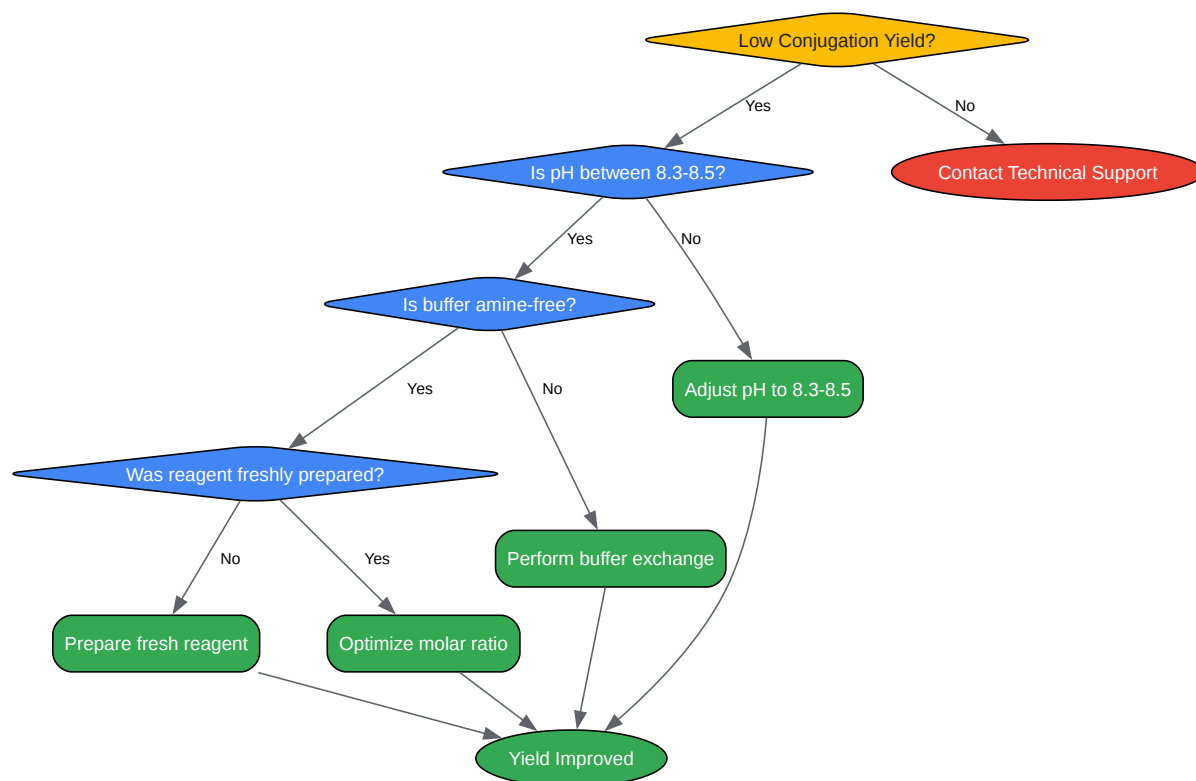 Low Conjugation Yield?
Yes
No
Is pH between 8.3-8.5?
Contact Technical Support
Yes
No
Is buffer amine-free?
Yes
No
Adjust pH to 8.3-8.5
Was reagent freshly prepared?
No
Yes
Perform buffer exchange
Prepare fresh reagent
Optimize molar ratio
Yield Improved